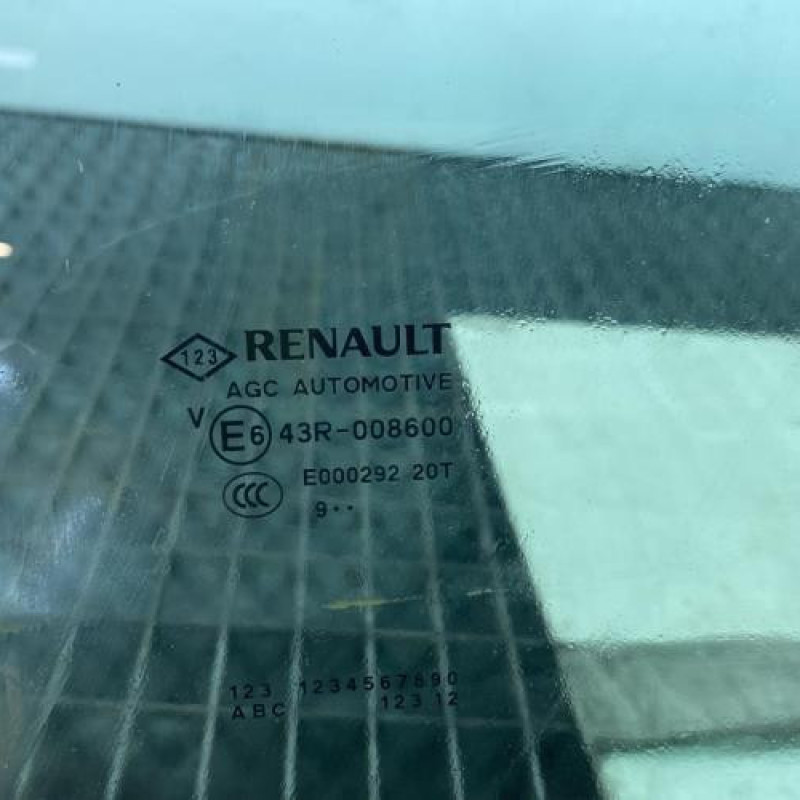 123 RENAULT
AGC AUTOMOTIVE
V E6 43R-008600
E000292 20T
CCC
9··
123 1234567890
ABC 123 12